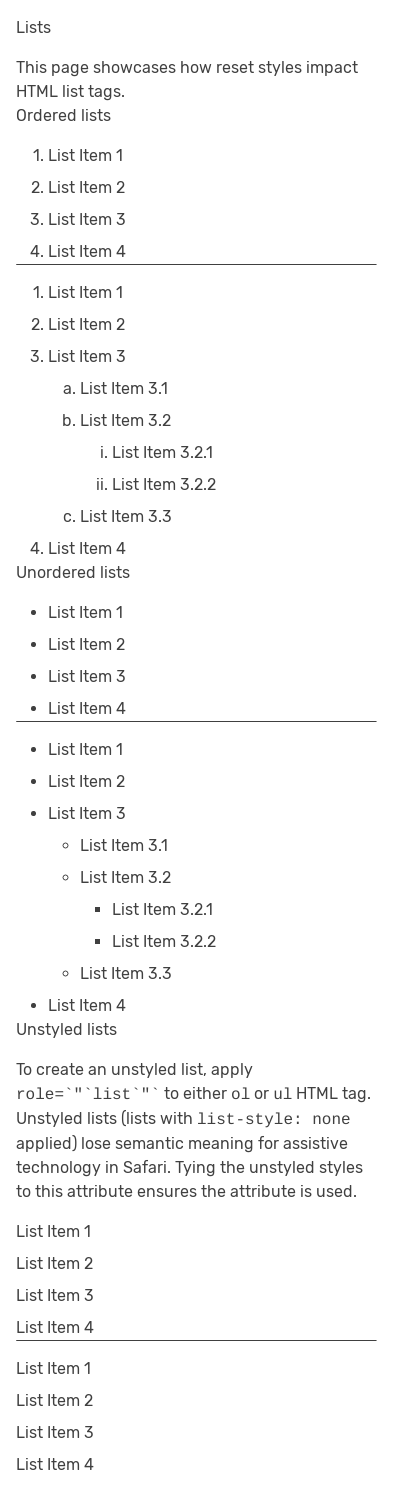 Lists
This page showcases how reset styles impact
HTML list tags.
Ordered lists
1. List Item 1
2. List Item 2
3. List Item 3
4. List Item 4
1. List Item 1
2. List Item 2
3. List Item 3
a. List Item 3.1
b. List Item 3.2
i. List Item 3.2.1
ii. List Item 3.2.2
c. List Item 3.3
4. List Item 4
Unordered lists
• List Item 1
• List Item 2
• List Item 3
• List Item 4
• List Item 1
• List Item 2
• List Item 3
◦ List Item 3.1
◦ List Item 3.2
▪ List Item 3.2.1
▪ List Item 3.2.2
◦ List Item 3.3
• List Item 4
Unstyled lists
To create an unstyled list, apply
role=`"`list`"` to either ol or ul HTML tag.
Unstyled lists (lists with list-style: none
applied) lose semantic meaning for assistive
technology in Safari. Tying the unstyled styles
to this attribute ensures the attribute is used.
List Item 1
List Item 2
List Item 3
List Item 4
List Item 1
List Item 2
List Item 3
List Item 4